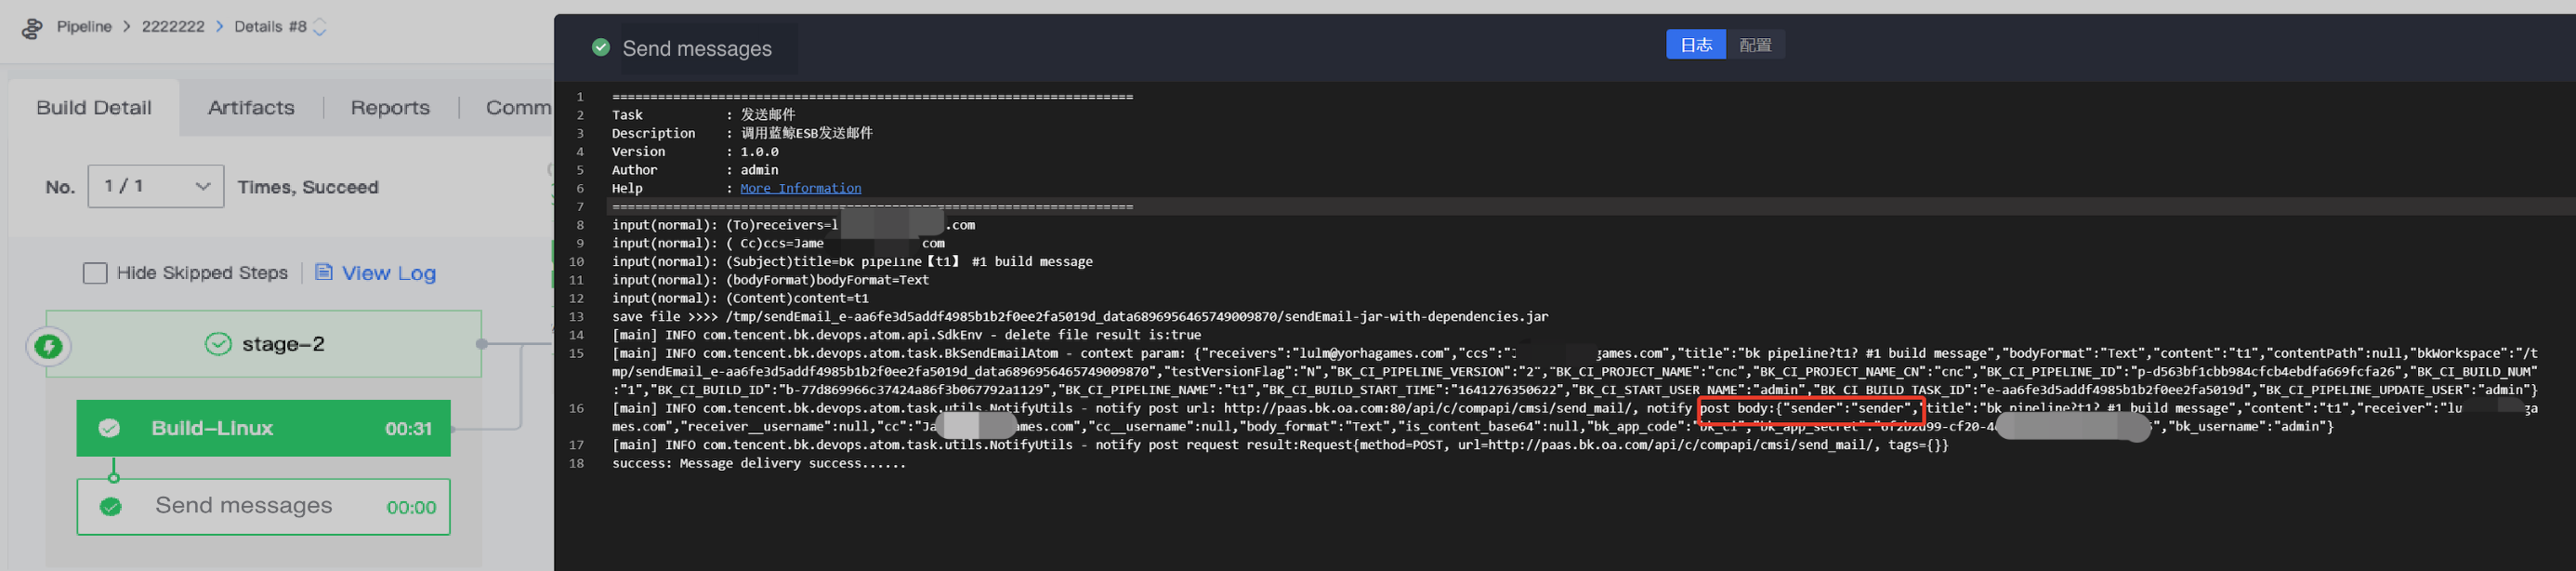 Pipeline > 2222222 > Details #8
Send messages
日志
配置
Build Detail
Artifacts
Reports
Comm
No.
1 / 1
Times, Succeed
Hide Skipped Steps
View Log
stage-2
Build-Linux
00:31
Send messages
00:00
1 =====================================================================
2 Task : 发送邮件
3 Description : 调用蓝鲸ESB发送邮件
4 Version : 1.0.0
5 Author : admin
6 Help : More Information
7 =====================================================================
8 input(normal): (To)receivers=l .com
9 input(normal): ( Cc)ccs=Jame com
10 input(normal): (Subject)title=bk pipeline【t1】 #1 build message
11 input(normal): (bodyFormat)bodyFormat=Text
12 input(normal): (Content)content=t1
13 save file >>>> /tmp/sendEmail_e-aa6fe3d5addf4985b1b2f0ee2fa5019d_data6896956465749009870/sendEmail-jar-with-dependencies.jar
14 [main] INFO com.tencent.bk.devops.atom.api.SdkEnv - delete file result is:true
15 [main] INFO com.tencent.bk.devops.atom.task.BkSendEmailAtom - context param: {"receivers":"lulm@yorhagames.com","ccs":" games.com","title":"bk pipeline?t1? #1 build message","bodyFormat":"Text","content":"t1","contentPath":null,"bkWorkspace":"/t
mp/sendEmail_e-aa6fe3d5addf4985b1b2f0ee2fa5019d_data6896956465749009870","testVersionFlag":"N","BK_CI_PIPELINE_VERSION":"2","BK_CI_PROJECT_NAME":"cnc","BK_CI_PROJECT_NAME_CN":"cnc","BK_CI_PIPELINE_ID":"p-d563bf1cbb984cfcb4ebdfa669fcfa26","BK_CI_BUILD_NUM"
:"1","BK_CI_BUILD_ID":"b-77d869966c37424a86f3b067792a1129","BK_CI_PIPELINE_NAME":"t1","BK_CI_BUILD_START_TIME":"1641276350622","BK_CI_START_USER_NAME":"admin","BK_CI_BUILD_TASK_ID":"e-aa6fe3d5addf4985b1b2f0ee2fa5019d","BK_CI_PIPELINE_UPDATE_USER":"admin"}
16 [main] INFO com.tencent.bk.devops.atom.task.utils.NotifyUtils - notify post url: http://paas.bk.oa.com:80/api/c/compapi/cmsi/send_mail/, notify post body:{"sender":"sender","title":"bk pipeline?t1? #1 build message","content":"t1","receiver":"lu ga
mes.com","receiver__username":null,"cc":"Ja mes.com","cc__username":null,"body_format":"Text","is_content_base64":null,"bk_app_code":"bk_ci","bk_app_secret":" ","bk_username":"admin"}
17 [main] INFO com.tencent.bk.devops.atom.task.utils.NotifyUtils - notify post request result:Request{method=POST, url=http://paas.bk.oa.com/api/c/compapi/cmsi/send_mail/, tags={}}
18 success: Message delivery success......